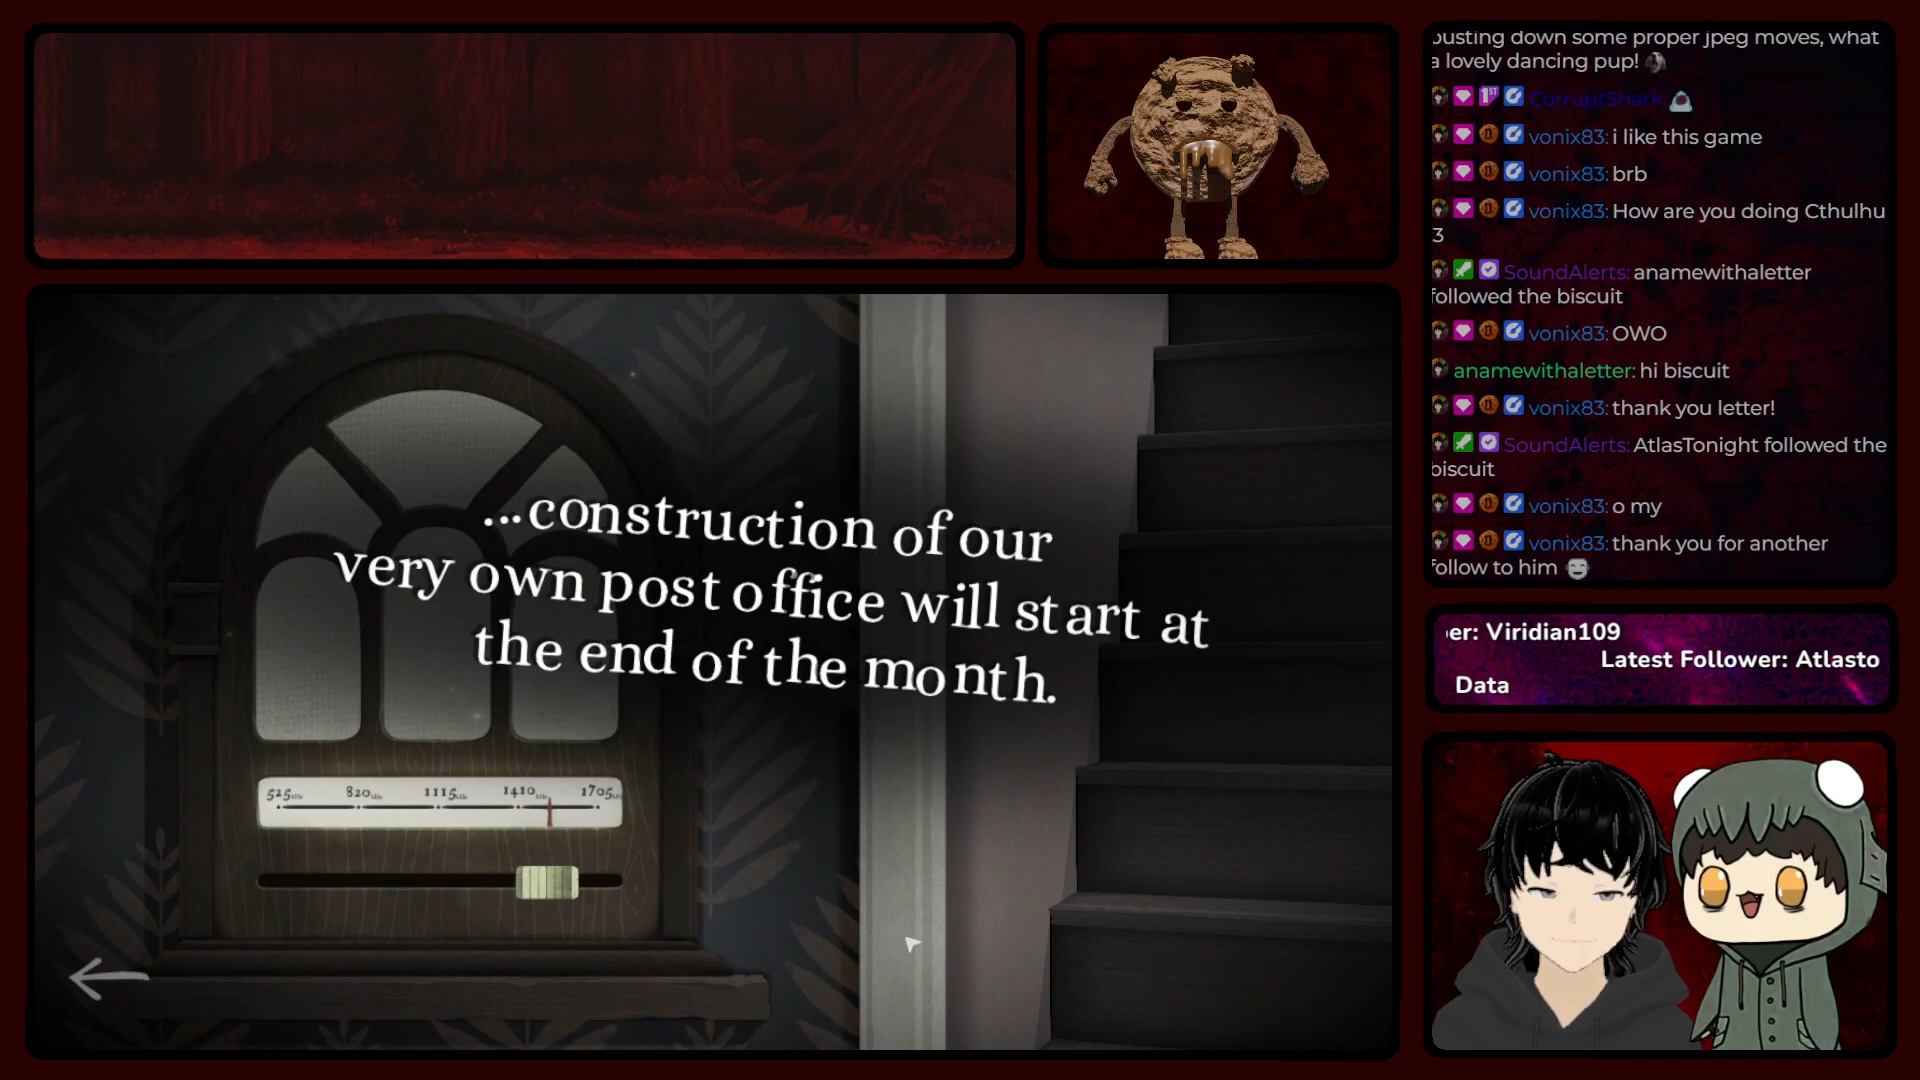 busting down some proper jpeg moves, what
a lovely dancing pup!
CorruptShark:
vonix83: i like this game
vonix83: brb
vonix83: How are you doing Cthulhu
3
SoundAlerts: anamewithaletter
followed the biscuit
vonix83: OWO
anamewithaletter: hi biscuit
vonix83: thank you letter!
SoundAlerts: AtlasTonight followed the
biscuit
vonix83: o my
vonix83: thank you for another
follow to him
...construction of our
very own post office will start at
the end of the month.
525 820 1115 1410 1705
er: Viridian109
Latest Follower: Atlasto
Data